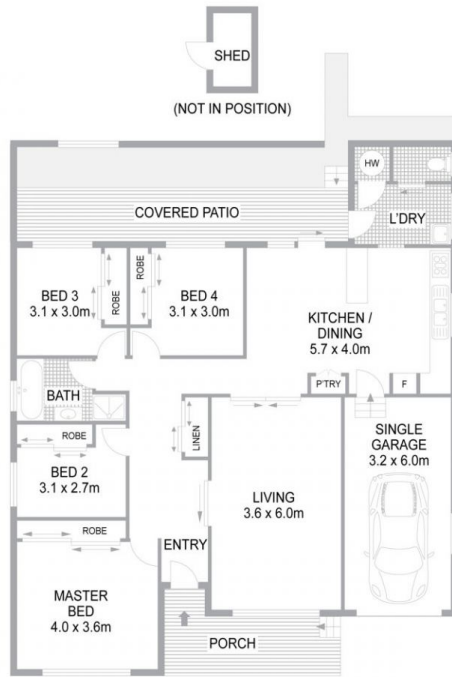 SHED
(NOT IN POSITION)
HW
COVERED PATIO
L'DRY
BED 3
3.1 x 3.0m
ROBE
ROBE
BED 4
3.1 x 3.0m
KITCHEN /
DINING
5.7 x 4.0m
BATH
P'TRY
F
ROBE
LINEN
BED 2
3.1 x 2.7m
SINGLE
GARAGE
3.2 x 6.0m
LIVING
3.6 x 6.0m
ROBE
ENTRY
MASTER
BED
4.0 x 3.6m
PORCH